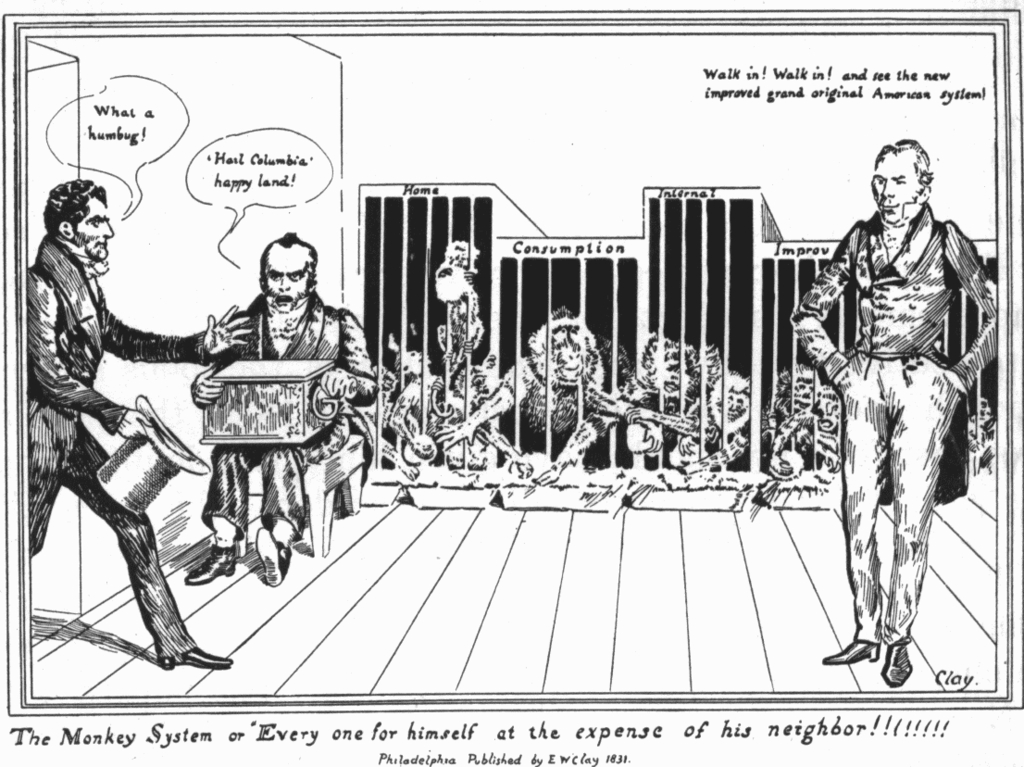 Walk in! Walk in! and see the new
improved grand original American system!
What a
humbug!
'Hail Columbia'
happy land!
Home
Consumption
Internal
Improv
Clay.
The Monkey System or "Every one for himself at the expense of his neighbor!!!!!!!!
Philadelphia Published by E W Clay 1831.